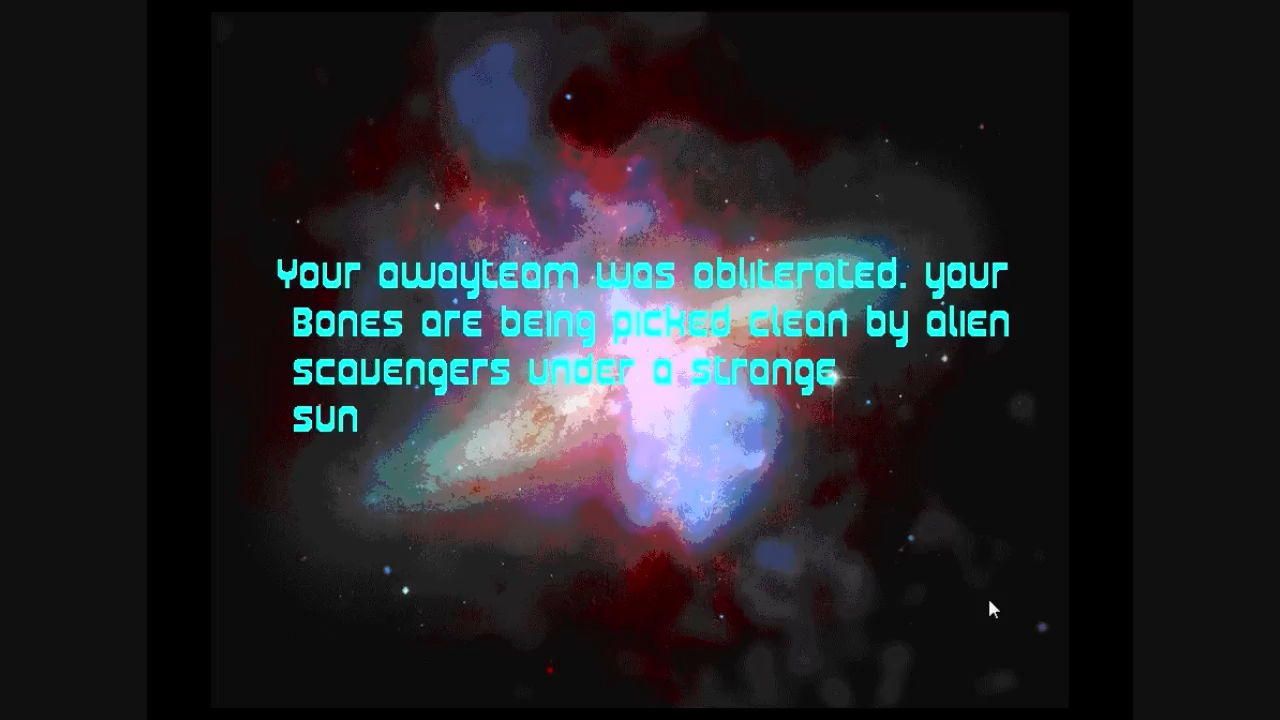 Your awayteam was obliterated. your
Bones are being picked clean by alien
scavengers under a strange
sun